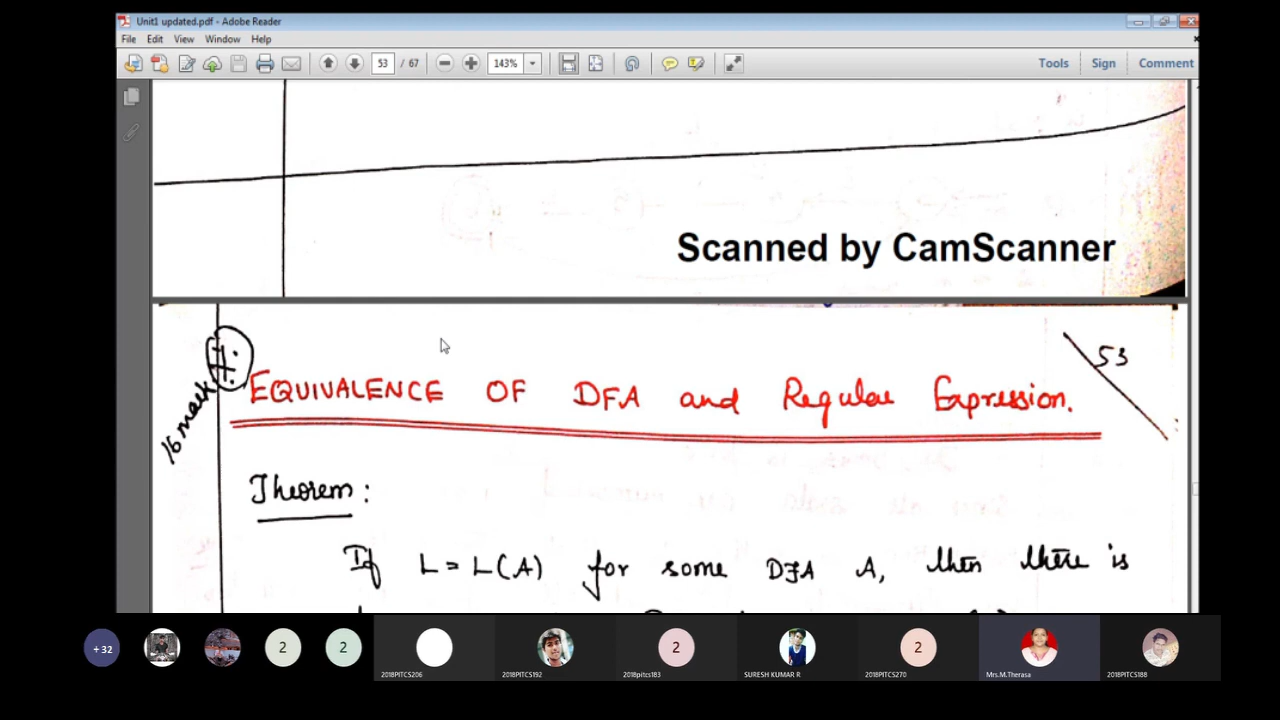 Unit1 updated.pdf - Adobe Reader
File Edit View Window Help
53 / 67 143% Tools Sign Comment
Scanned by CamScanner
7.
16 mark
53
EQUIVALENCE OF DFA and Regular Expression.
Theorem:
If L = L(A) for some DFA A, then there is
+32 2 2 2 2
2018PITCS206 2018PITCS192 2018pitcs183 SURESH KUMAR R 2018PITCS270 Mrs.M.Therasa 2018PITCS188